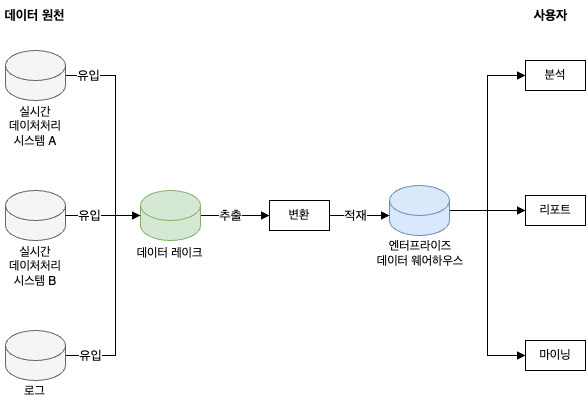 데이터 원천
사용자
유입
실시간
데이처처리
시스템 A
유입
실시간
데이처처리
시스템 B
유입
로그
데이터 레이크
추출
변환
적재
엔터프라이즈
데이터 웨어하우스
분석
리포트
마이닝